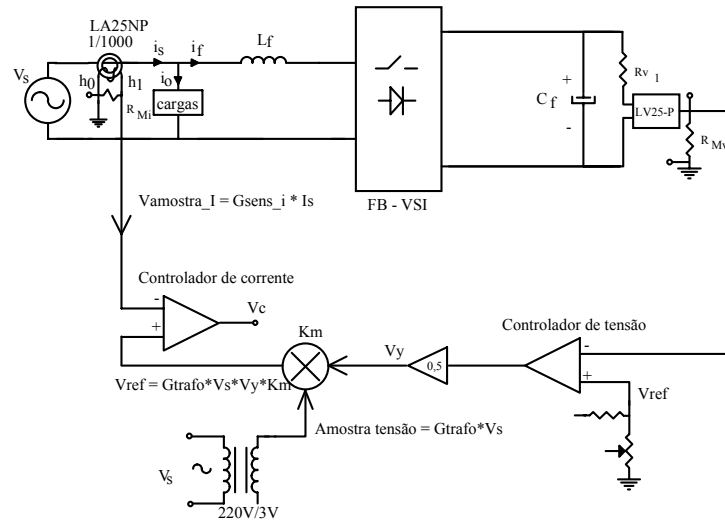 LA25NP
1/1000
Vs
h0
h1
RMi
is
if
io
cargas
Lf
FB - VSI
+
Cf
-
Rv1
LV25-P
RMv
Vamostra_I = Gsens_i * Is
Controlador de corrente
-
+
Vc
Km
Vy
0,5
Controlador de tensão
-
+
Vref
Vref = Gtrafo*Vs*Vy*Km
Amostra tensão = Gtrafo*Vs
Vs
220V/3V